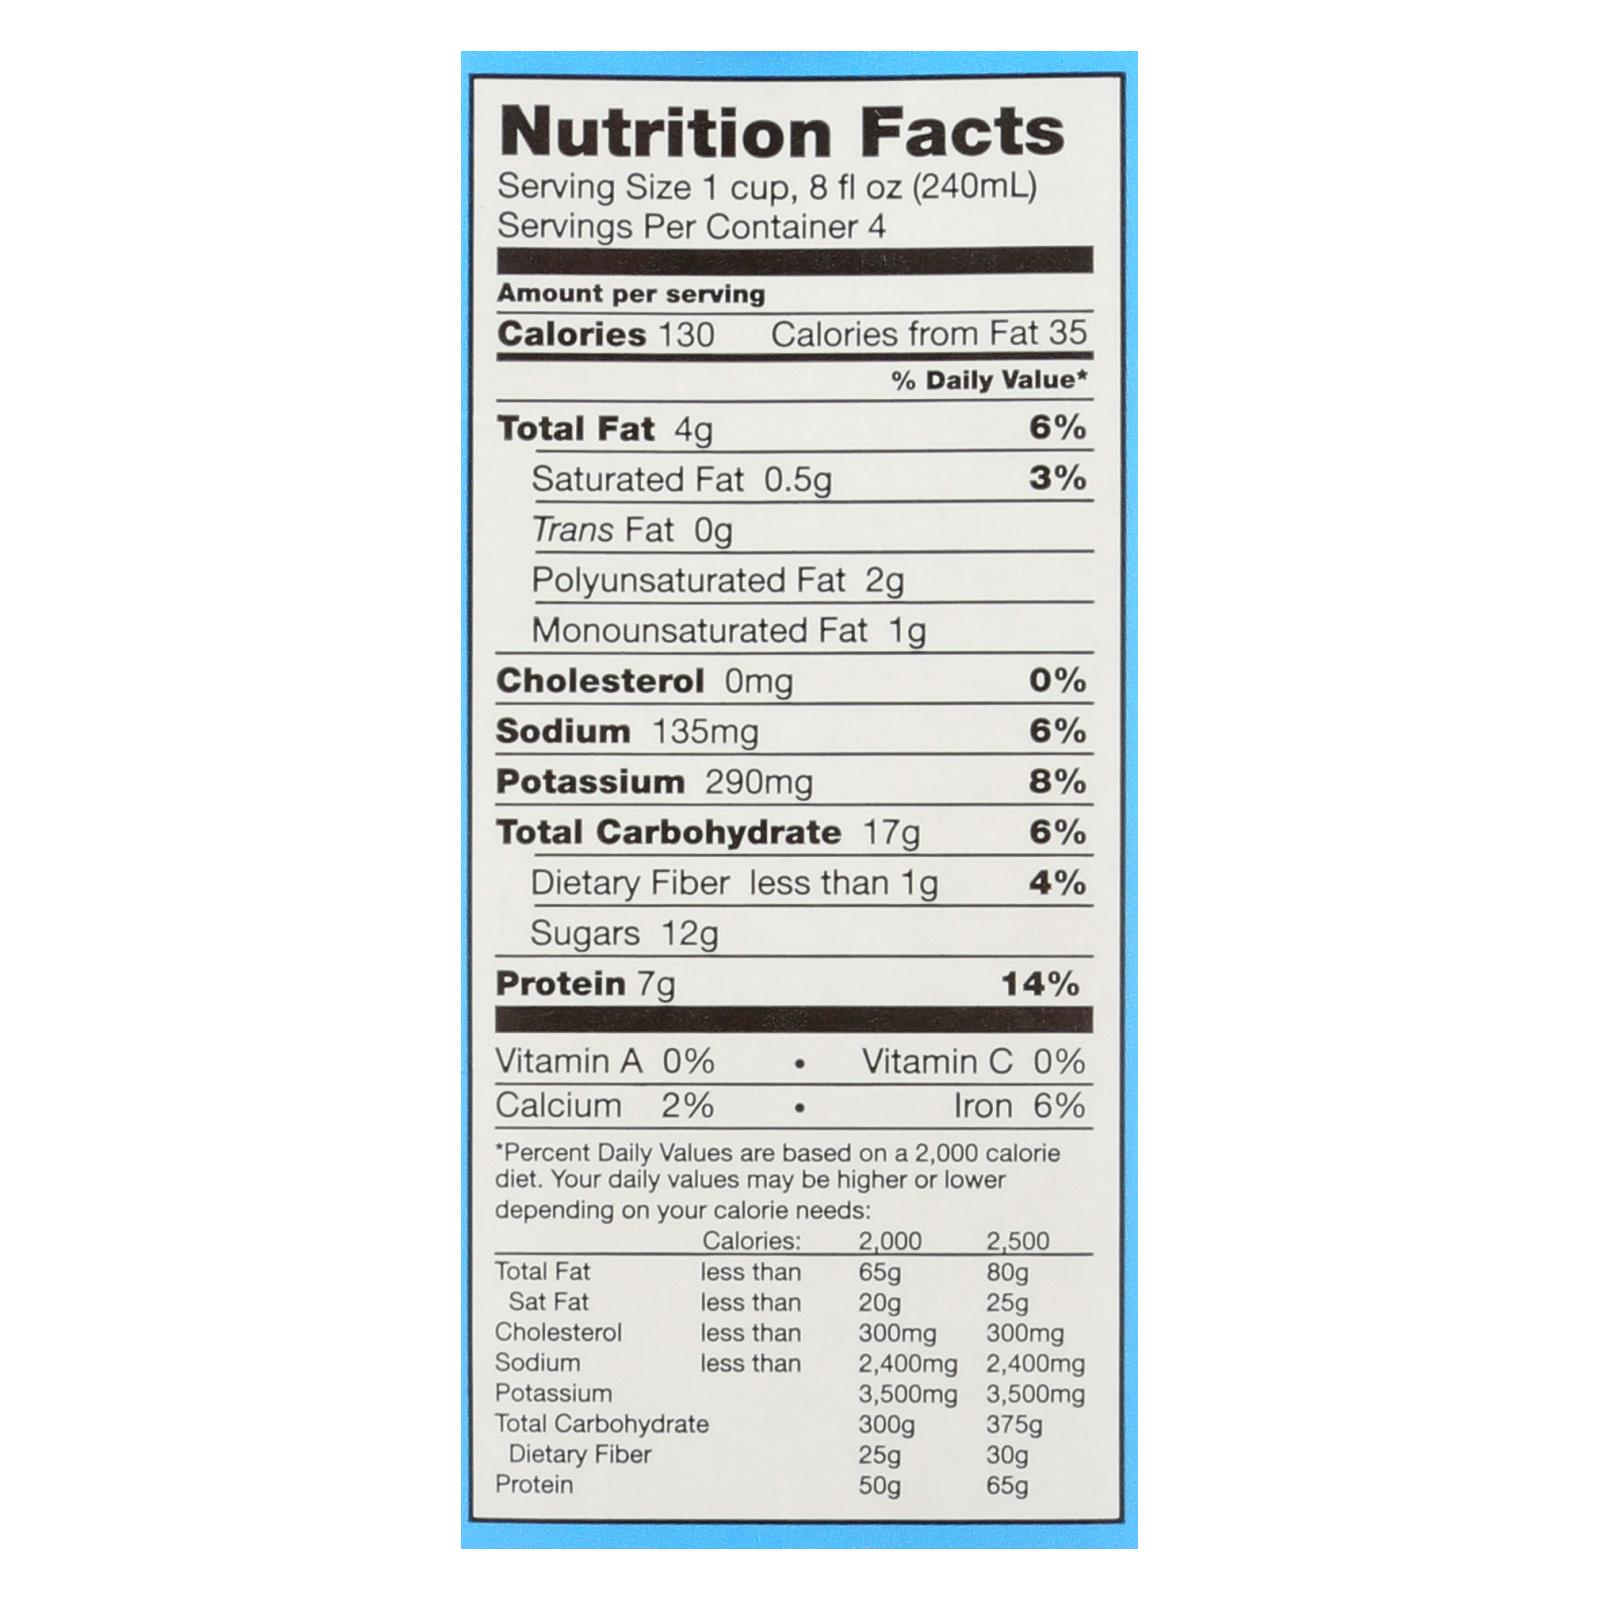 Nutrition Facts
Serving Size 1 cup, 8 fl oz (240mL)
Servings Per Container 4
Amount per serving
Calories 130 Calories from Fat 35
% Daily Value*
Total Fat 4g 6%
Saturated Fat 0.5g 3%
Trans Fat 0g
Polyunsaturated Fat 2g
Monounsaturated Fat 1g
Cholesterol 0mg 0%
Sodium 135mg 6%
Potassium 290mg 8%
Total Carbohydrate 17g 6%
Dietary Fiber less than 1g 4%
Sugars 12g
Protein 7g 14%
Vitamin A 0% • Vitamin C 0%
Calcium 2% • Iron 6%
*Percent Daily Values are based on a 2,000 calorie
diet. Your daily values may be higher or lower
depending on your calorie needs:
Calories: 2,000 2,500
Total Fat less than 65g 80g
Sat Fat less than 20g 25g
Cholesterol less than 300mg 300mg
Sodium less than 2,400mg 2,400mg
Potassium 3,500mg 3,500mg
Total Carbohydrate 300g 375g
Dietary Fiber 25g 30g
Protein 50g 65g